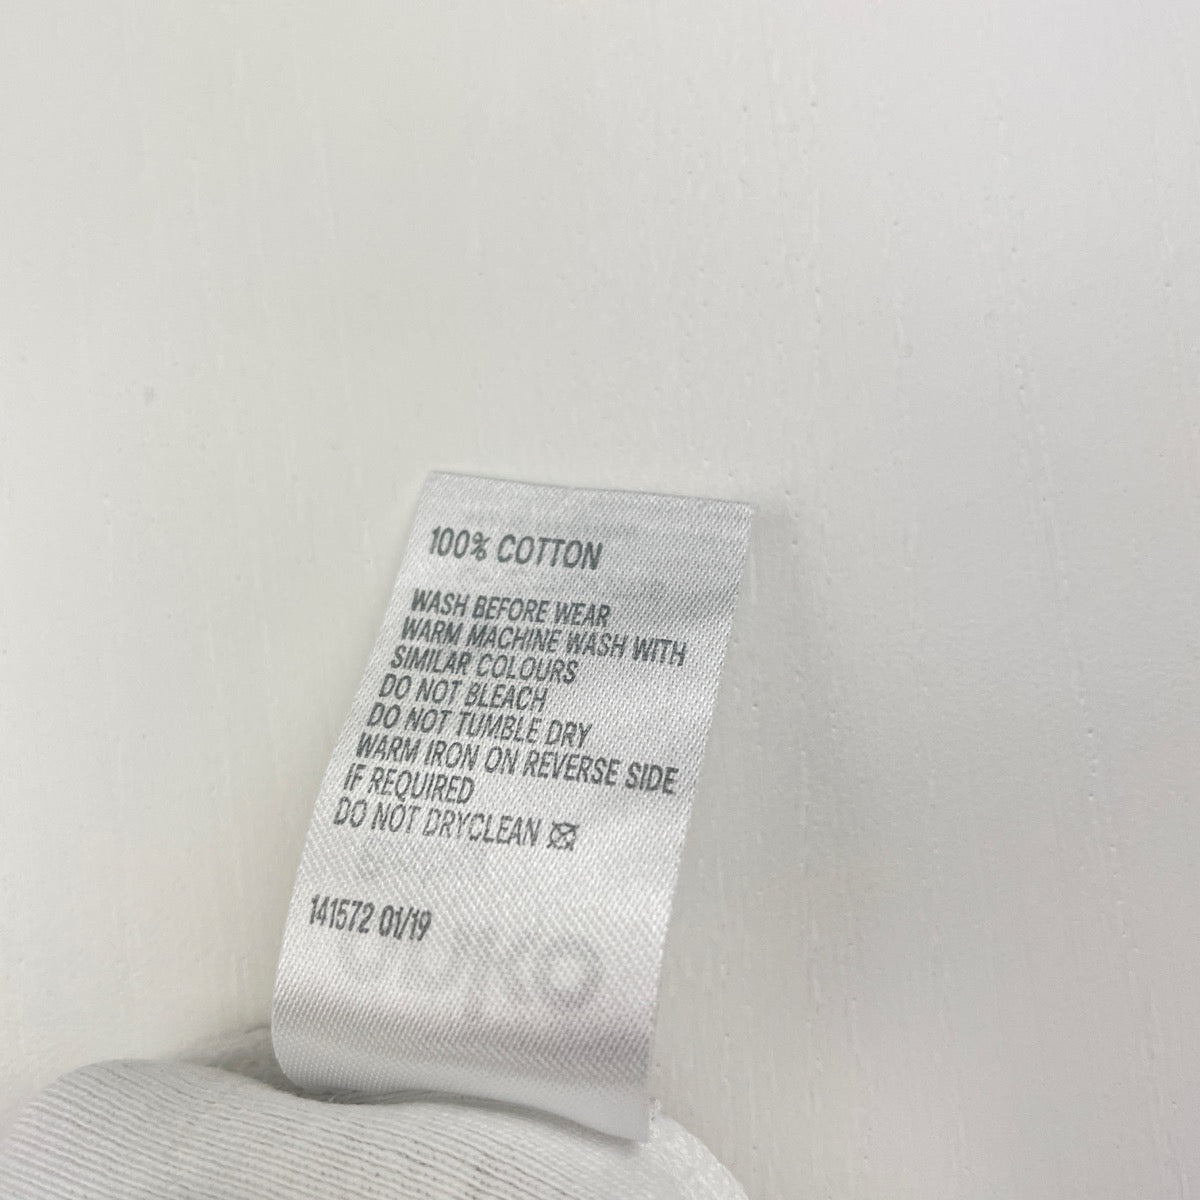 100% COTTON
WASH BEFORE WEAR
WARM MACHINE WASH WITH
SIMILAR COLOURS
DO NOT BLEACH
DO NOT TUMBLE DRY
WARM IRON ON REVERSE SIDE
IF REQUIRED
DO NOT DRYCLEAN
141572 01/19